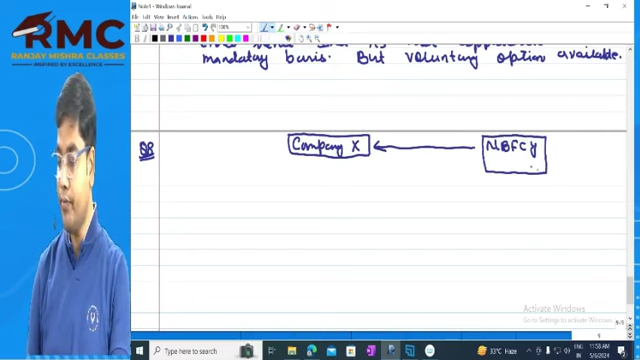 Note1 - Windows Journal
File Edit View Insert Actions Tools Help
mandatory basis. But voluntary option available.
Q8
Company X
NBFC Y
RMC
RANJAY MISHRA CLASSES
INSPIRED BY EXCELLENCE
Activate Windows
Go to Settings to activate Windows.
Type here to search
33°C Haze
IN
11:58 AM
5/6/2024